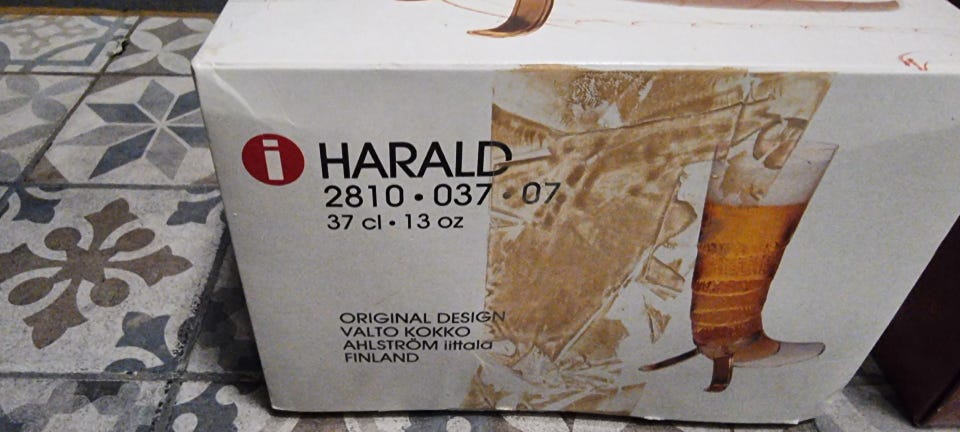 i HARALD
2810 • 037 • 07
37 cl • 13 oz
ORIGINAL DESIGN
VALTO KOKKO
AHLSTRÖM iittala
FINLAND